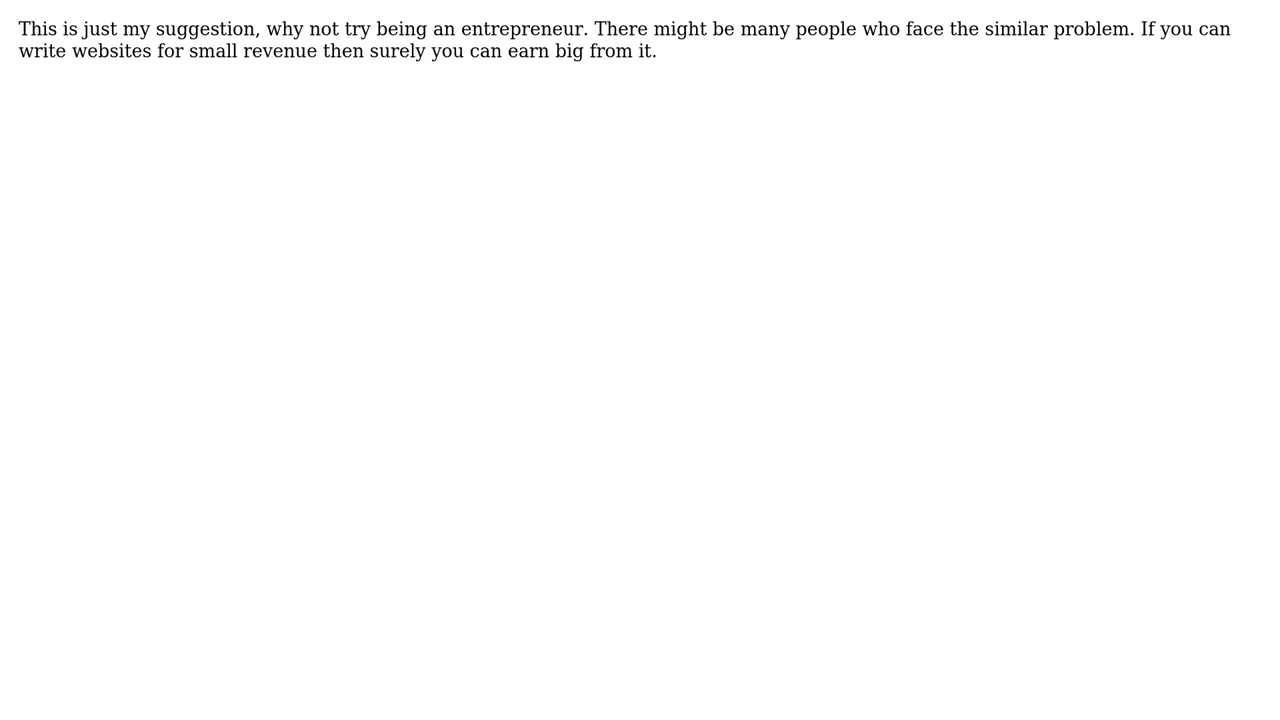 This is just my suggestion, why not try being an entrepreneur. There might be many people who face the similar problem. If you can
write websites for small revenue then surely you can earn big from it.